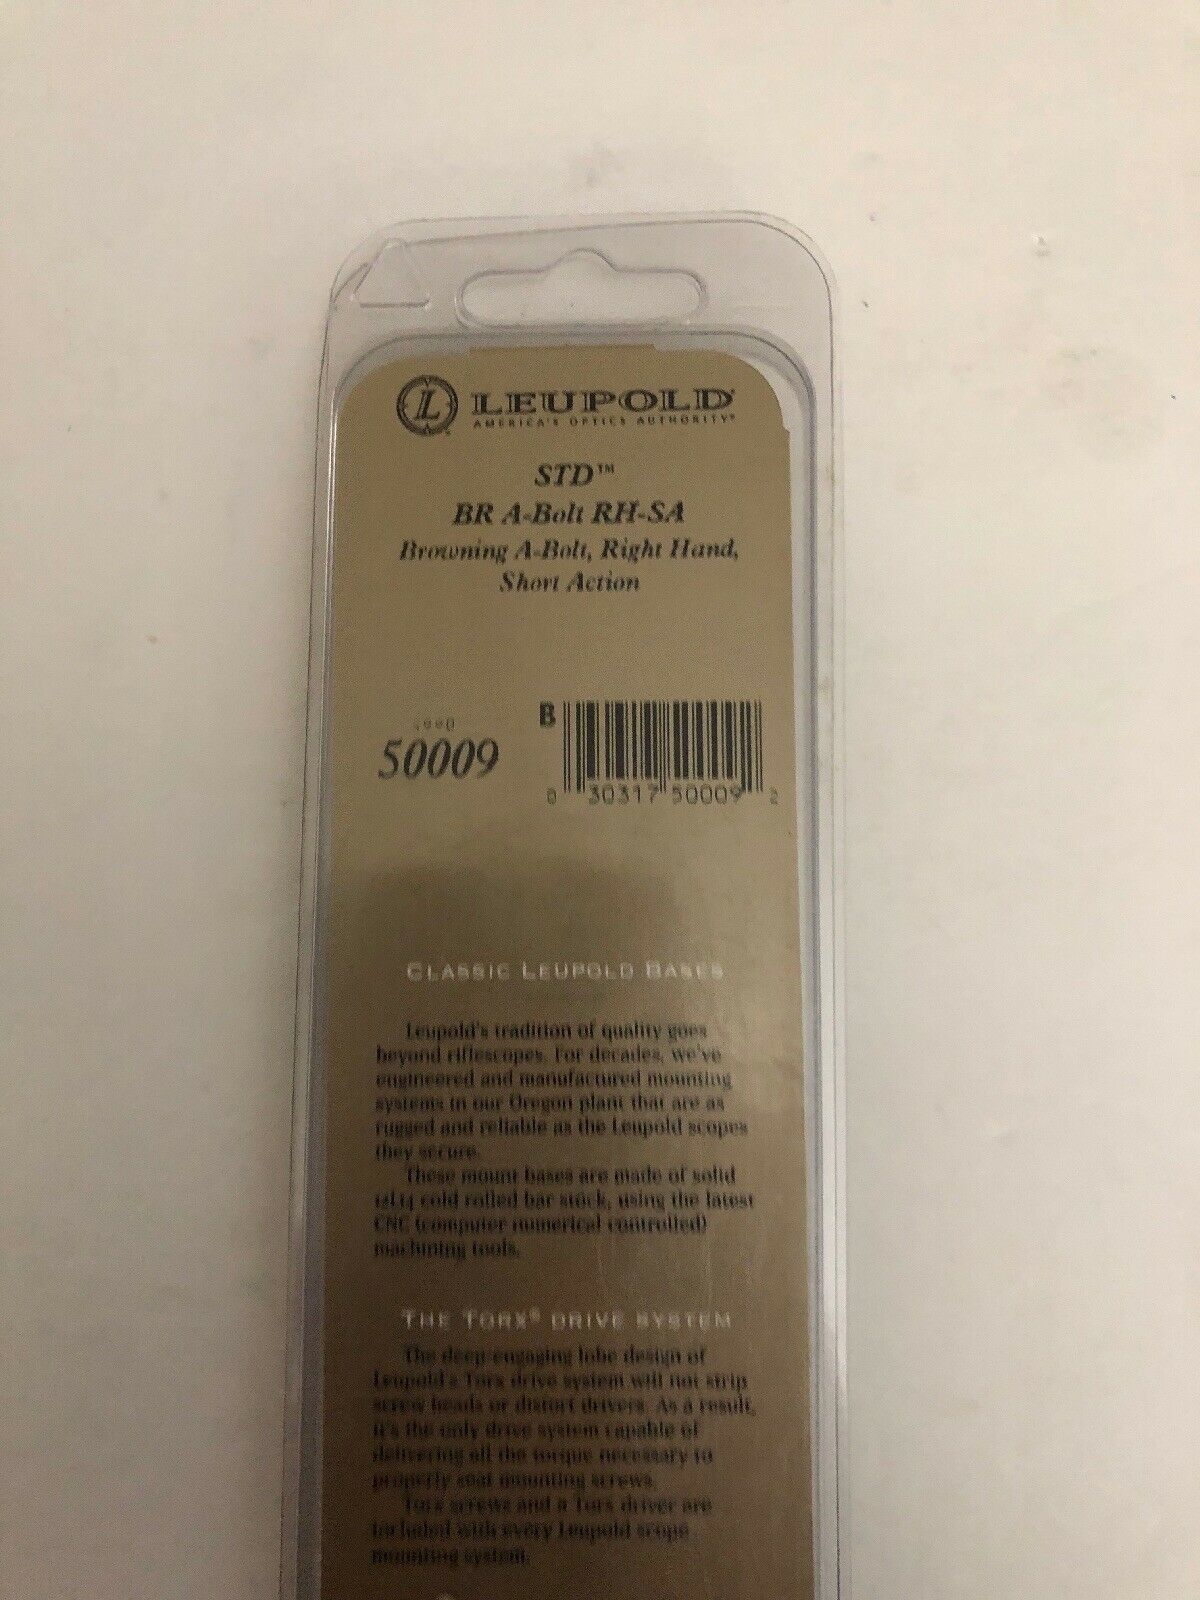 L LEUPOLD®
AMERICA'S OPTICS AUTHORITY®
STD™
BR A-Bolt RH-SA
Browning A-Bolt, Right Hand,
Short Action
50009
B
0 30317 50009 2
CLASSIC LEUPOLD BASES
Leupold's tradition of quality goes
beyond riflescopes. For decades, we've
engineered and manufactured mounting
systems in our Oregon plant that are as
rugged and reliable as the Leupold scopes
they secure.
These mount bases are made of solid
12L14 cold rolled bar stock, using the latest
CNC (computer numerical controlled)
machining tools.
THE TORX® DRIVE SYSTEM
The deep engaging lobe design of
Leupold's Torx drive system will not strip
screw heads or distort drivers. As a result,
it's the only drive system capable of
delivering all the torque necessary to
properly seat mounting screws.
Torx screws and a Torx driver are
included with every Leupold scope
mounting system.